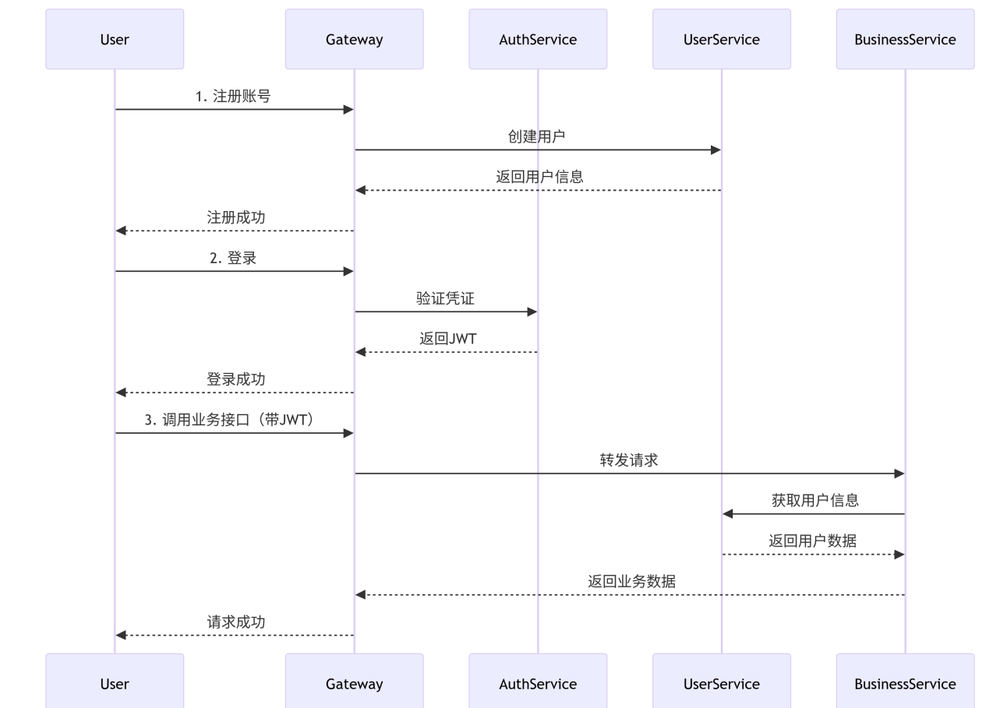 User
Gateway
AuthService
UserService
BusinessService
1. 注册账号
创建用户
返回用户信息
注册成功
2. 登录
验证凭证
返回JWT
登录成功
3. 调用业务接口（带JWT）
转发请求
获取用户信息
返回用户数据
返回业务数据
请求成功
User
Gateway
AuthService
UserService
BusinessService